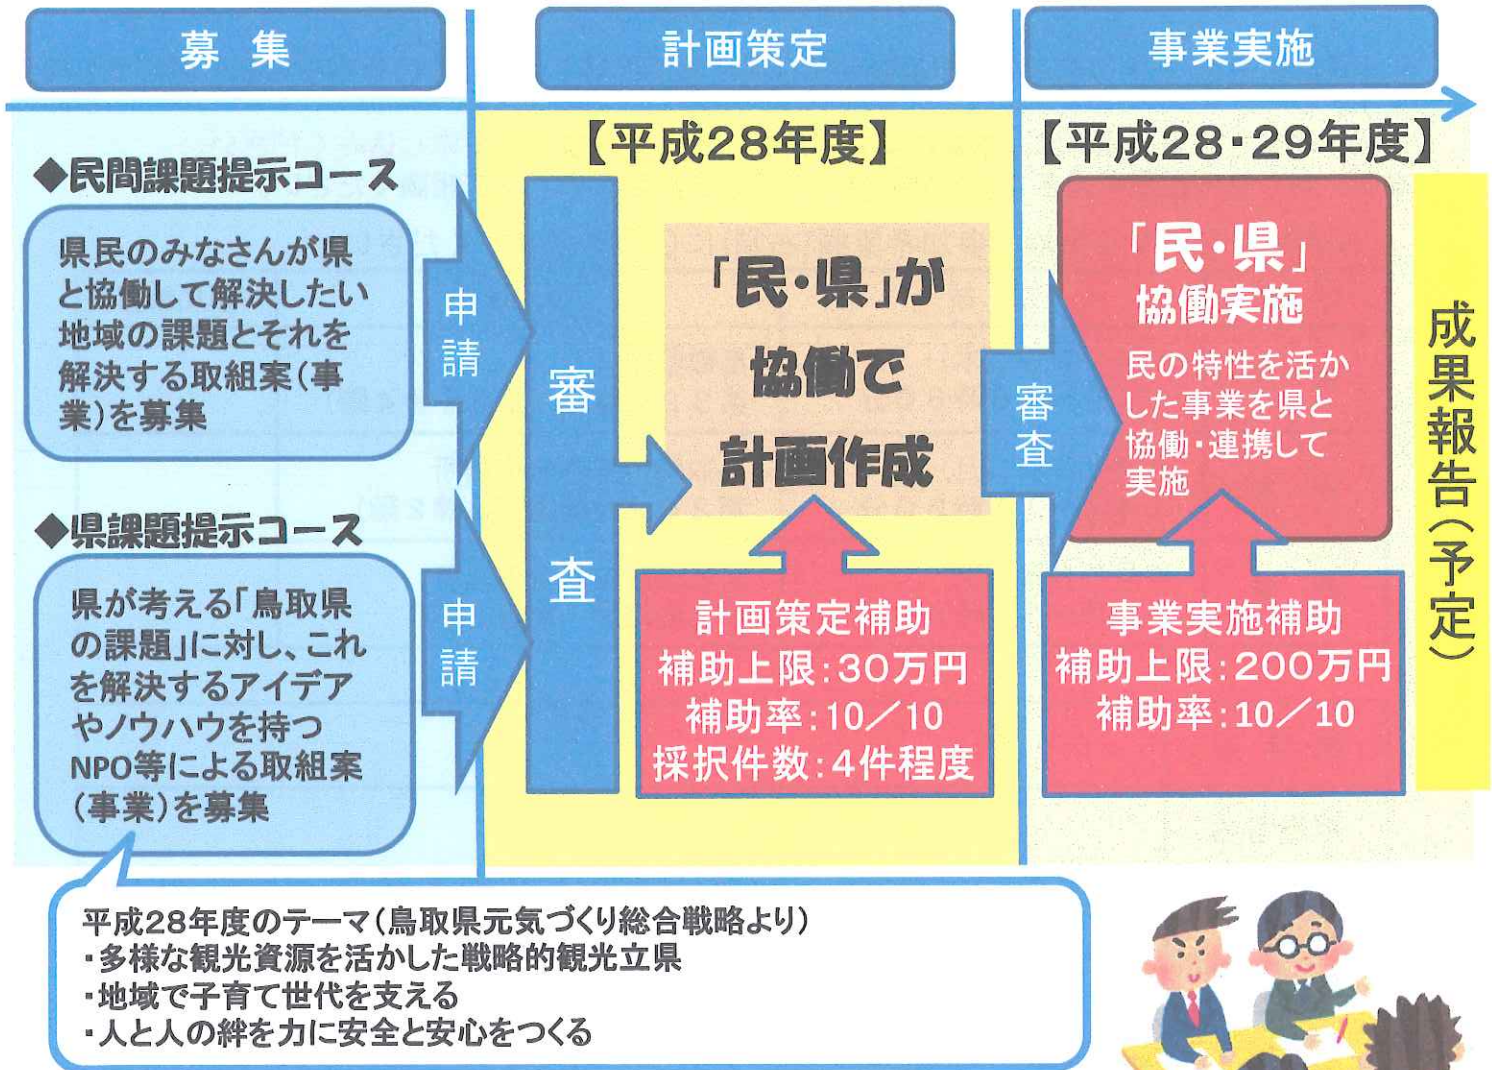 募 集
計画策定
事業実施
【平成28年度】
【平成28・29年度】
◆民間課題提示コース
県民のみなさんが県
と協働して解決したい
地域の課題とそれを
解決する取組案(事
業)を募集
申
請
◆県課題提示コース
県が考える「鳥取県
の課題」に対し、これ
を解決するアイデア
やノウハウを持つ
NPO等による取組案
(事業)を募集
申
請
審
査
「民・県」が
協働で
計画作成
計画策定補助
補助上限:30万円
補助率:10/10
採択件数:4件程度
審
査
「民・県」
協働実施
民の特性を活か
した事業を県と
協働・連携して
実施
事業実施補助
補助上限:200万円
補助率:10/10
成果報告(予定)
平成28年度のテーマ(鳥取県元気づくり総合戦略より)
・多様な観光資源を活かした戦略的観光立県
・地域で子育て世代を支える
・人と人の絆を力に安全と安心をつくる